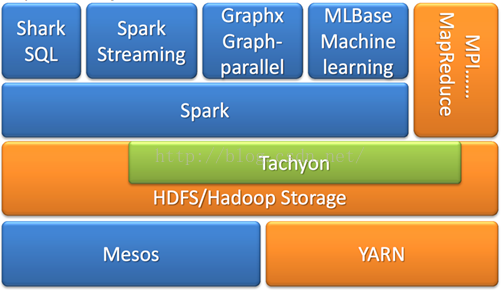 Shark
SQL
Spark
Streaming
Graphx
Graph-
parallel
MLBase
Machine
learning
MPI......
MapReduce
Spark
Tachyon
HDFS/Hadoop Storage
Mesos
YARN